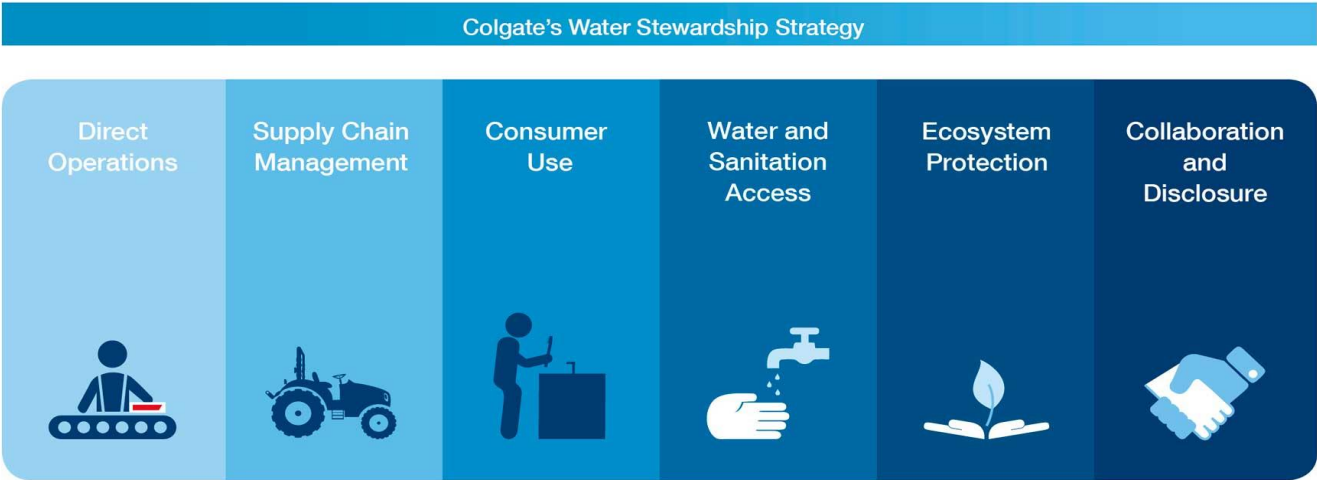 Colgate's Water Stewardship Strategy
Direct
Operations
Supply Chain
Management
Consumer
Use
Water and
Sanitation
Access
Ecosystem
Protection
Collaboration
and
Disclosure